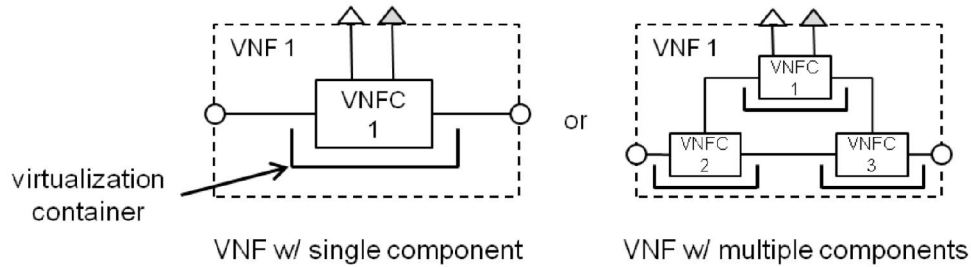 VNF 1
VNFC
1
virtualization
container
VNF w/ single component
or
VNF 1
VNFC
1
VNFC
2
VNFC
3
VNF w/ multiple components